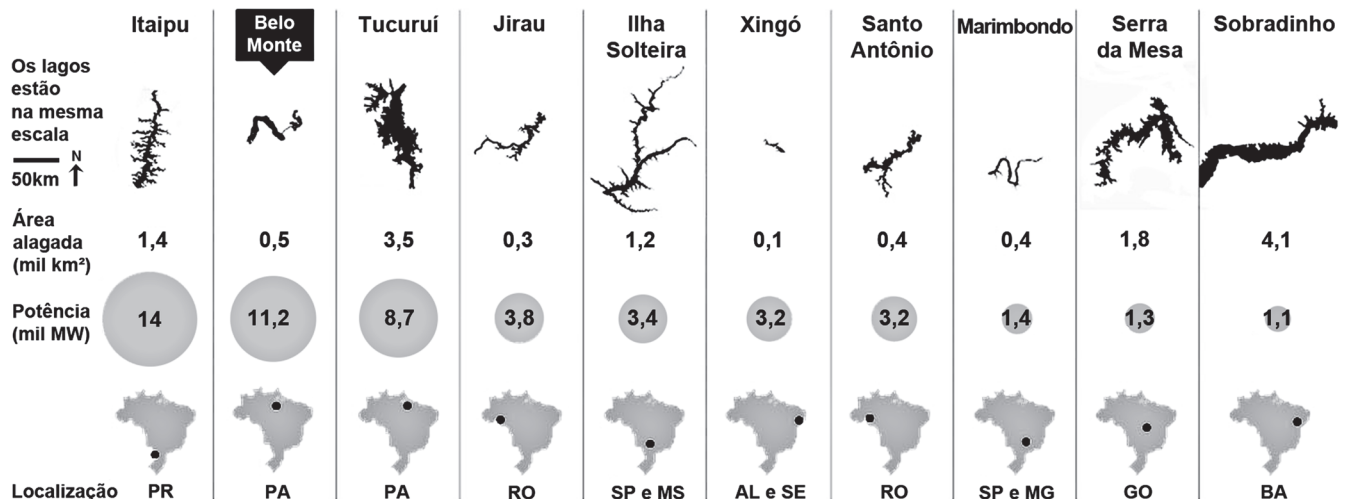 Itaipu
Belo
Monte
Tucuruí
Jirau
Ilha
Solteira
Xingó
Santo
Antônio
Marimbondo
Serra
da Mesa
Sobradinho
Os lagos
estão
na mesma
escala
N
50km
Área
alagada
(mil km²)
1,4
0,5
3,5
0,3
1,2
0,1
0,4
0,4
1,8
4,1
Potência
(mil MW)
14
11,2
8,7
3,8
3,4
3,2
3,2
1,4
1,3
1,1
Localização
PR
PA
PA
RO
SP e MS
AL e SE
RO
SP e MG
GO
BA